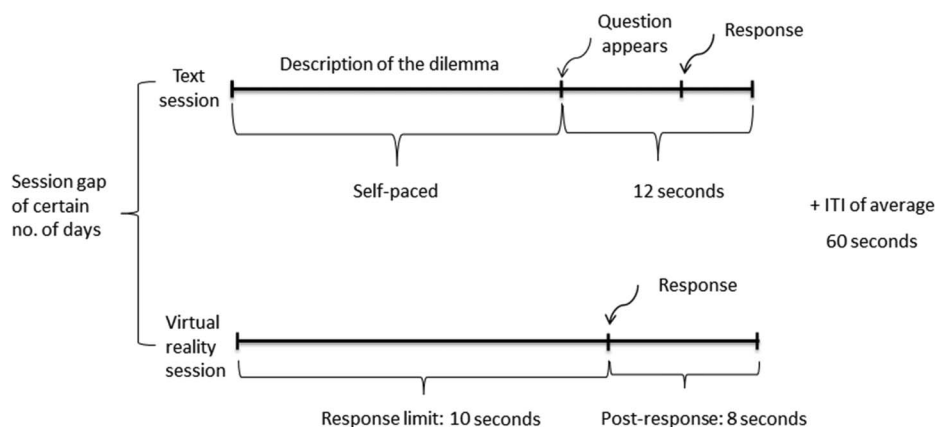 Question
appears
Response
Description of the dilemma
Text
session
Self-paced
12 seconds
Session gap
of certain
no. of days
+ ITI of average
60 seconds
Response
Virtual
reality
session
Response limit: 10 seconds
Post-response: 8 seconds